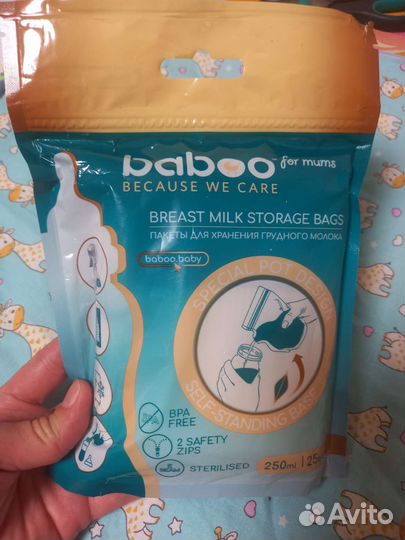 baboo for mums
BECAUSE WE CARE
BREAST MILK STORAGE BAGS
ПАКЕТЫ ДЛЯ ХРАНЕНИЯ ГРУДНОГО МОЛОКА
baboo.baby
SPECIAL POT DESIGN
SELF-STANDING BASE
BPA
FREE
2 SAFETY
ZIPS
STERILISED
250ml
Avito